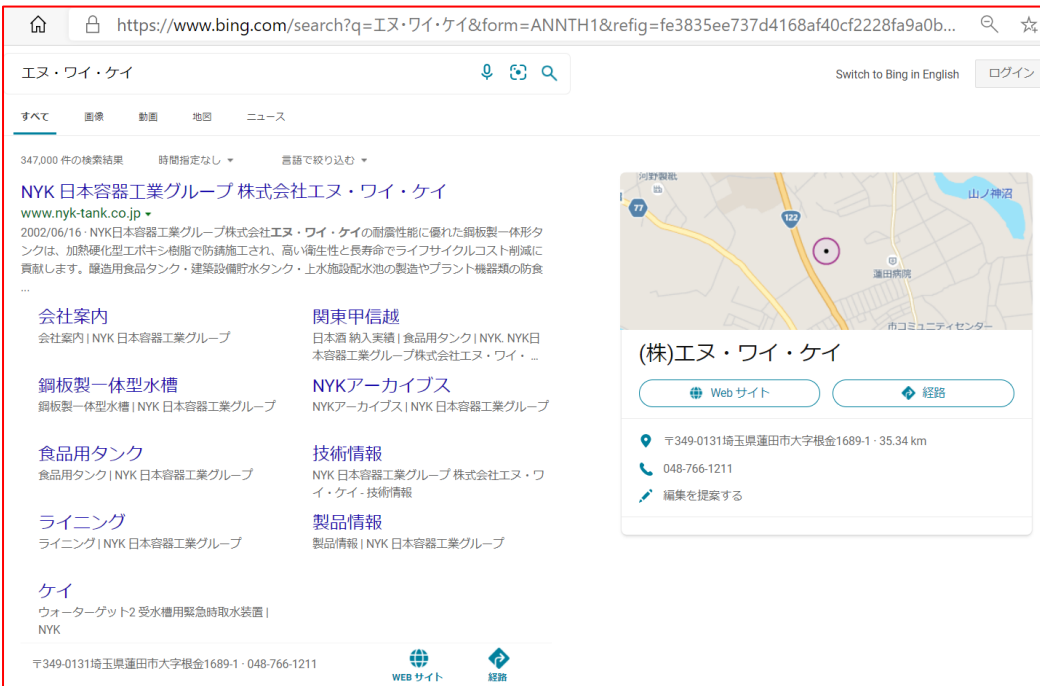 https://www.bing.com/search?q=エヌ・ワイ・ケイ&form=ANNTH1&refig=fe3835ee737d4168af40cf2228fa9a0b...
エヌ・ワイ・ケイ
Switch to Bing in English
ログイン
すべて 画像 動画 地図 ニュース
347,000 件の検索結果 時間指定なし 言語で絞り込む
NYK 日本容器工業グループ 株式会社エヌ・ワイ・ケイ
www.nyk-tank.co.jp
2002/06/16 · NYK日本容器工業グループ株式会社エヌ・ワイ・ケイの耐震性能に優れた鋼板製一体形タ
ンクは、加熱硬化型エポキシ樹脂で防錆施工され、高い衛生性と長寿命でライフサイクルコスト削減に
貢献します。醸造用食品タンク・建築設備貯水タンク・上水施設配水池の製造やプラント機器類の防食
...
会社案内
会社案内 | NYK 日本容器工業グループ
関東甲信越
日本酒 納入実績 | 食品用タンク | NYK. NYK日
本容器工業グループ株式会社エヌ・ワイ・ ...
鋼板製一体型水槽
鋼板製一体型水槽 | NYK 日本容器工業グループ
NYKアーカイブス
NYKアーカイブス | NYK 日本容器工業グループ
食品用タンク
食品用タンク | NYK 日本容器工業グループ
技術情報
NYK 日本容器工業グループ 株式会社エヌ・ワ
イ・ケイ - 技術情報
ライニング
ライニング | NYK 日本容器工業グループ
製品情報
製品情報 | NYK 日本容器工業グループ
ケイ
ウォーターゲット2 受水槽用緊急時取水装置 |
NYK
〒349-0131埼玉県蓮田市大字根金1689-1 · 048-766-1211
WEB サイト
経路
河野製紙
77
122
山ノ神沼
蓮田病院
市コミュニティセンター
(株)エヌ・ワイ・ケイ
Web サイト
経路
〒349-0131埼玉県蓮田市大字根金1689-1 · 35.34 km
048-766-1211
編集を提案する